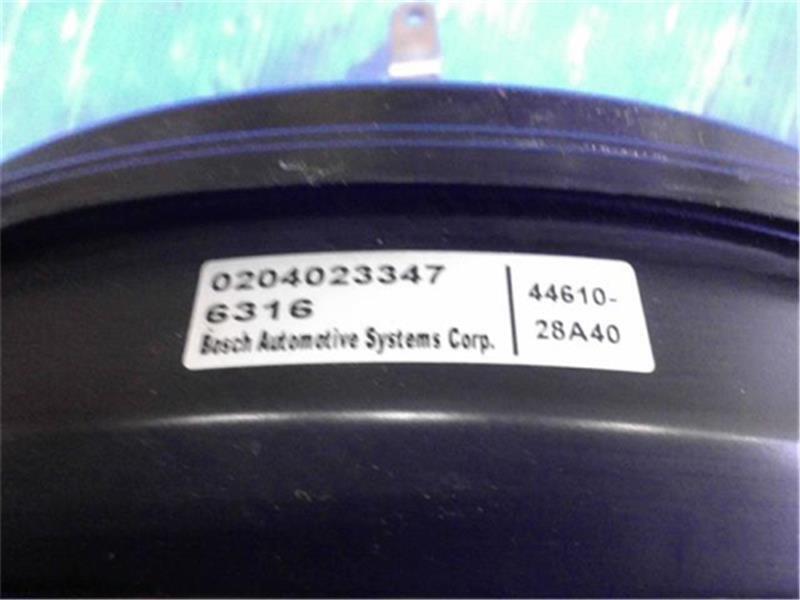 0204023347
6316
Bosch Automotive Systems Corp.
44610-
28A40